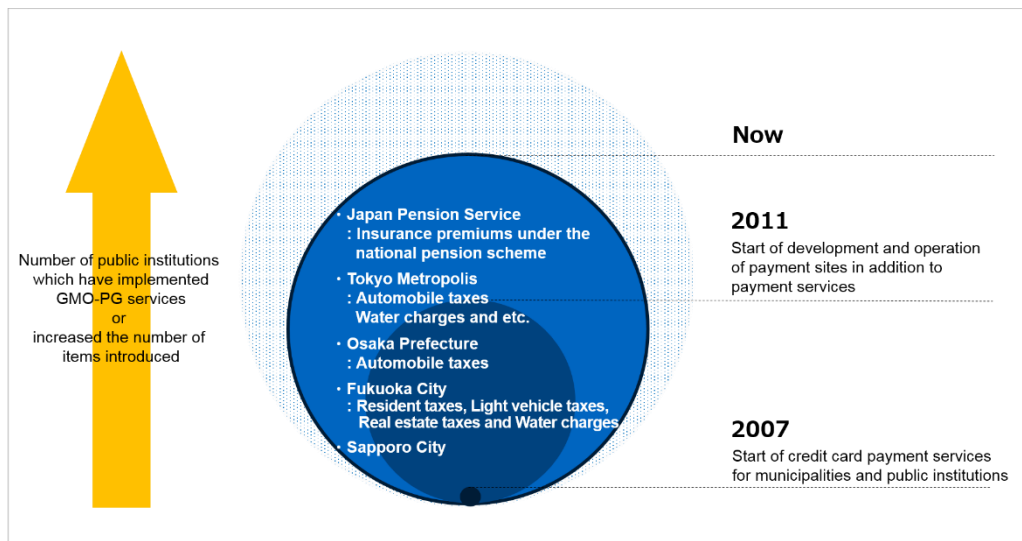 Number of public institutions
which have implemented
GMO-PG services
or
increased the number of
items introduced
・Japan Pension Service
: Insurance premiums under the
national pension scheme
・Tokyo Metropolis
: Automobile taxes
Water charges and etc.
・Osaka Prefecture
: Automobile taxes
・Fukuoka City
: Resident taxes, Light vehicle taxes,
Real estate taxes and Water charges
・Sapporo City
Now
2011
Start of development and operation
of payment sites in addition to
payment services
2007
Start of credit card payment services
for municipalities and public institutions